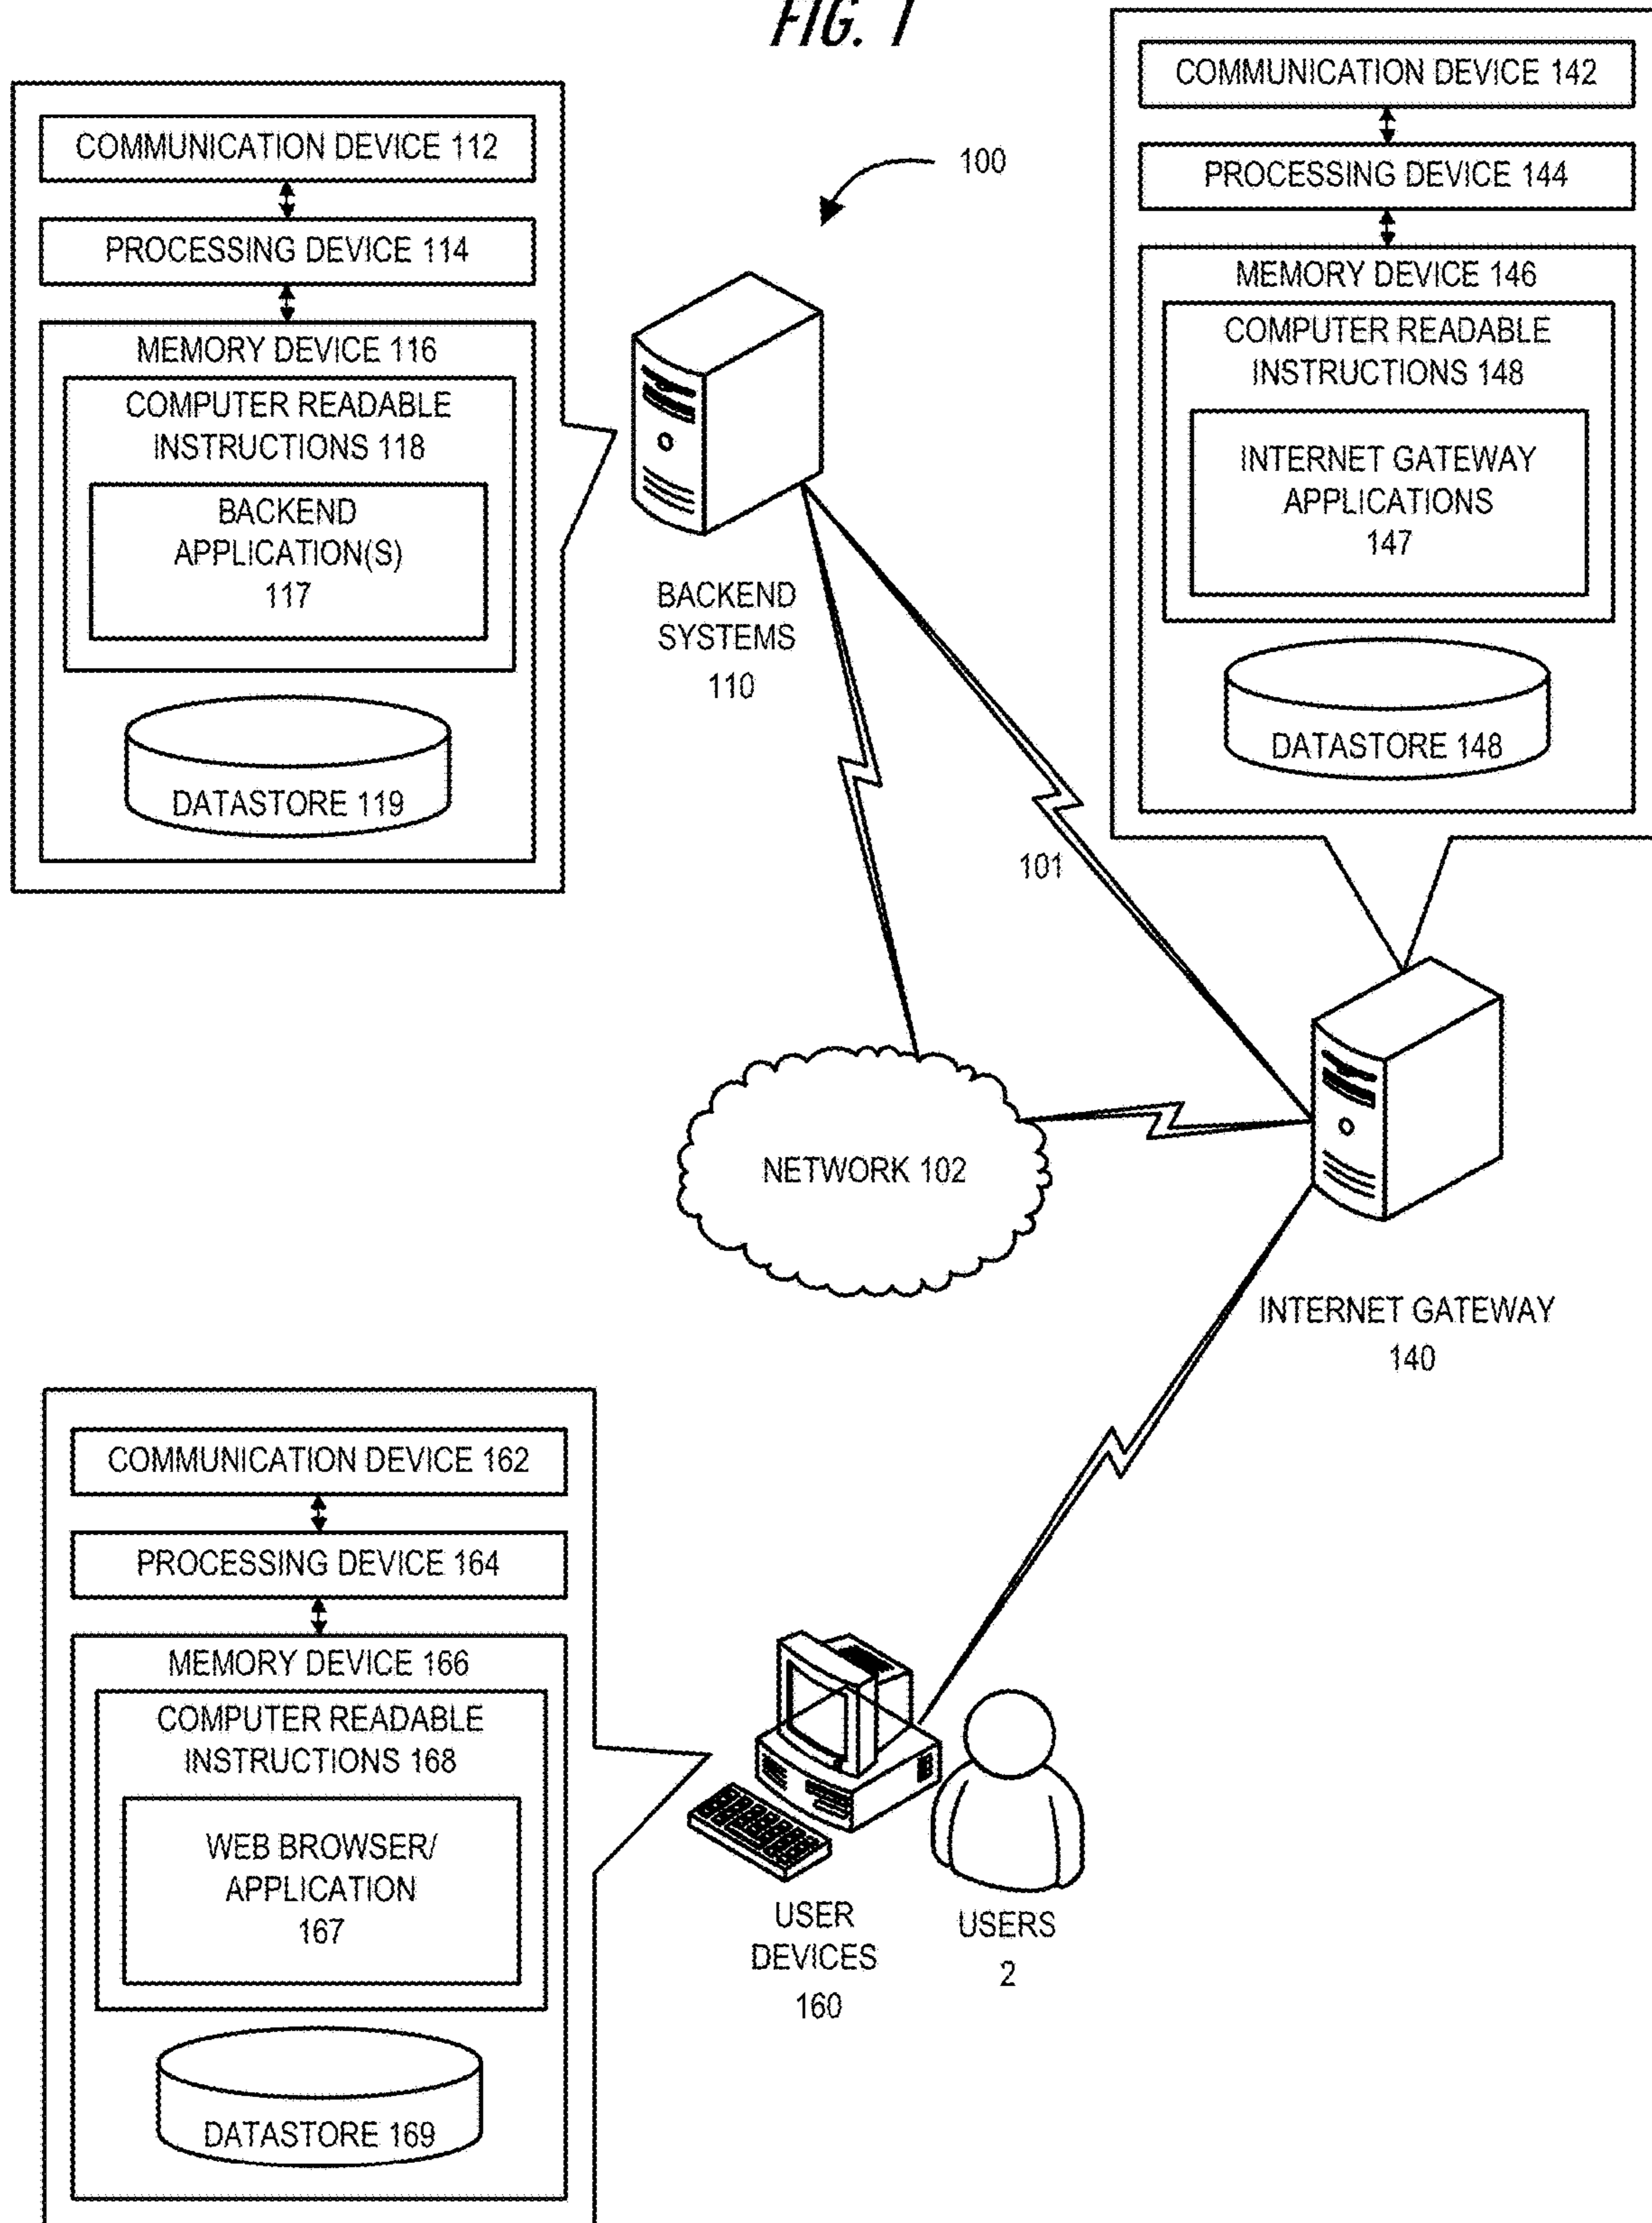 FIG. 1
COMMUNICATION DEVICE 112
PROCESSING DEVICE 114
MEMORY DEVICE 116
COMPUTER READABLE
INSTRUCTIONS 118
BACKEND
APPLICATION(S)
117
DATASTORE 119
100
BACKEND
SYSTEMS
110
COMMUNICATION DEVICE 142
PROCESSING DEVICE 144
MEMORY DEVICE 146
COMPUTER READABLE
INSTRUCTIONS 148
INTERNET GATEWAY
APPLICATIONS
147
DATASTORE 148
101
NETWORK 102
INTERNET GATEWAY
140
COMMUNICATION DEVICE 162
PROCESSING DEVICE 164
MEMORY DEVICE 166
COMPUTER READABLE
INSTRUCTIONS 168
WEB BROWSER/
APPLICATION
167
DATASTORE 169
USER
DEVICES
160
USERS
2